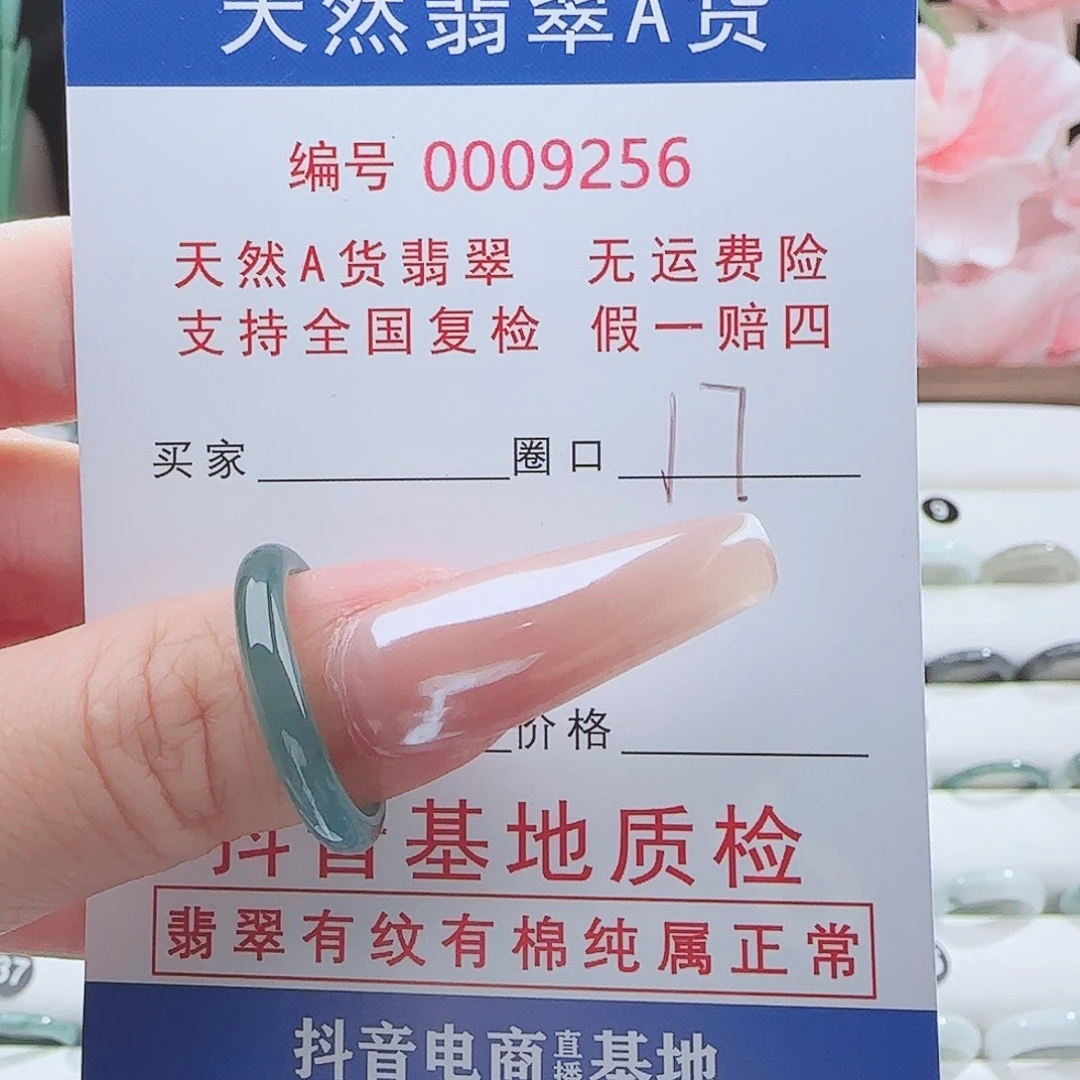 天然翡翠A货
编号 0009256
天然A货翡翠 无运费险
支持全国复检 假一赔四
买家 圈口 17
价格
抖音基地质检
翡翠有纹有棉纯属正常
抖音电商直播基地
37